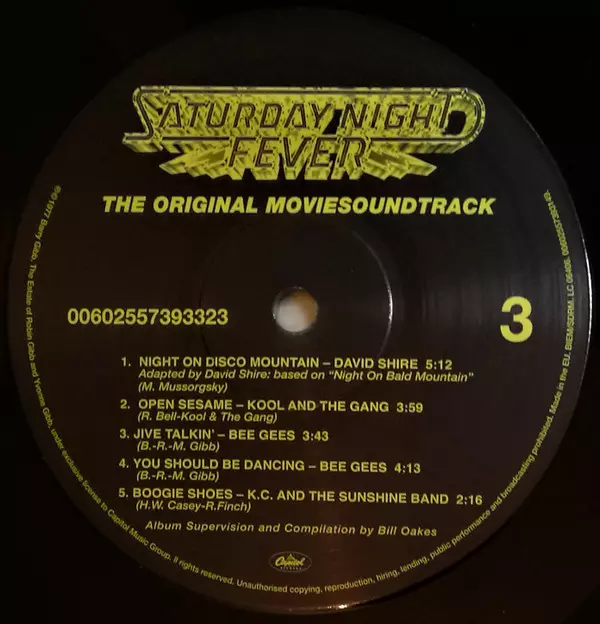 SATURDAY NIGHT
FEVER
THE ORIGINAL MOVIESOUNDTRACK
00602557393323
3
1. NIGHT ON DISCO MOUNTAIN – DAVID SHIRE 5:12
Adapted by David Shire: based on "Night On Bald Mountain"
(M. Mussorgsky)
2. OPEN SESAME – KOOL AND THE GANG 3:59
(R. Bell-Kool & The Gang)
3. JIVE TALKIN' – BEE GEES 3:43
(B.-R.-M. Gibb)
4. YOU SHOULD BE DANCING – BEE GEES 4:13
(B.-R.-M. Gibb)
5. BOOGIE SHOES – K.C. AND THE SUNSHINE BAND 2:16
(H.W. Casey-R.Finch)
Album Supervision and Compilation by Bill Oakes
Capitol
RECORDS
℗©1977 Barry Gibb, The Estate of Robin Gibb and Yvonne Gibb, under exclusive license to Capitol Music Group. All rights reserved. Unauthorised copying, reproduction, hiring, lending, public performance and broadcasting prohibited. Made in the EU. BIEM/SDRM. LC 06406.